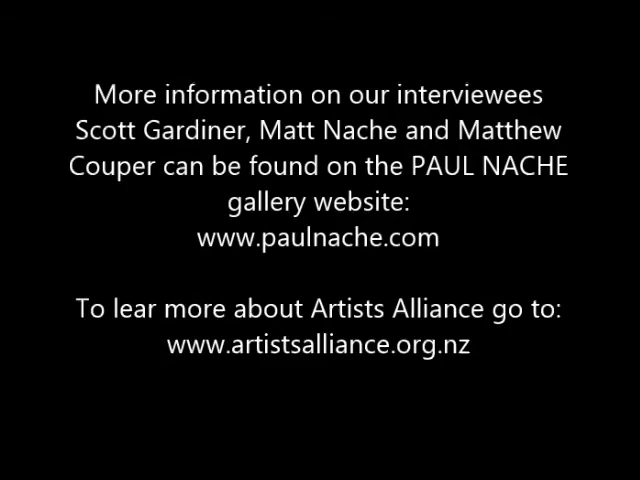 More information on our interviewees
Scott Gardiner, Matt Nache and Matthew
Couper can be found on the PAUL NACHE
gallery website:
www.paulnache.com
To lear more about Artists Alliance go to:
www.artistsalliance.org.nz